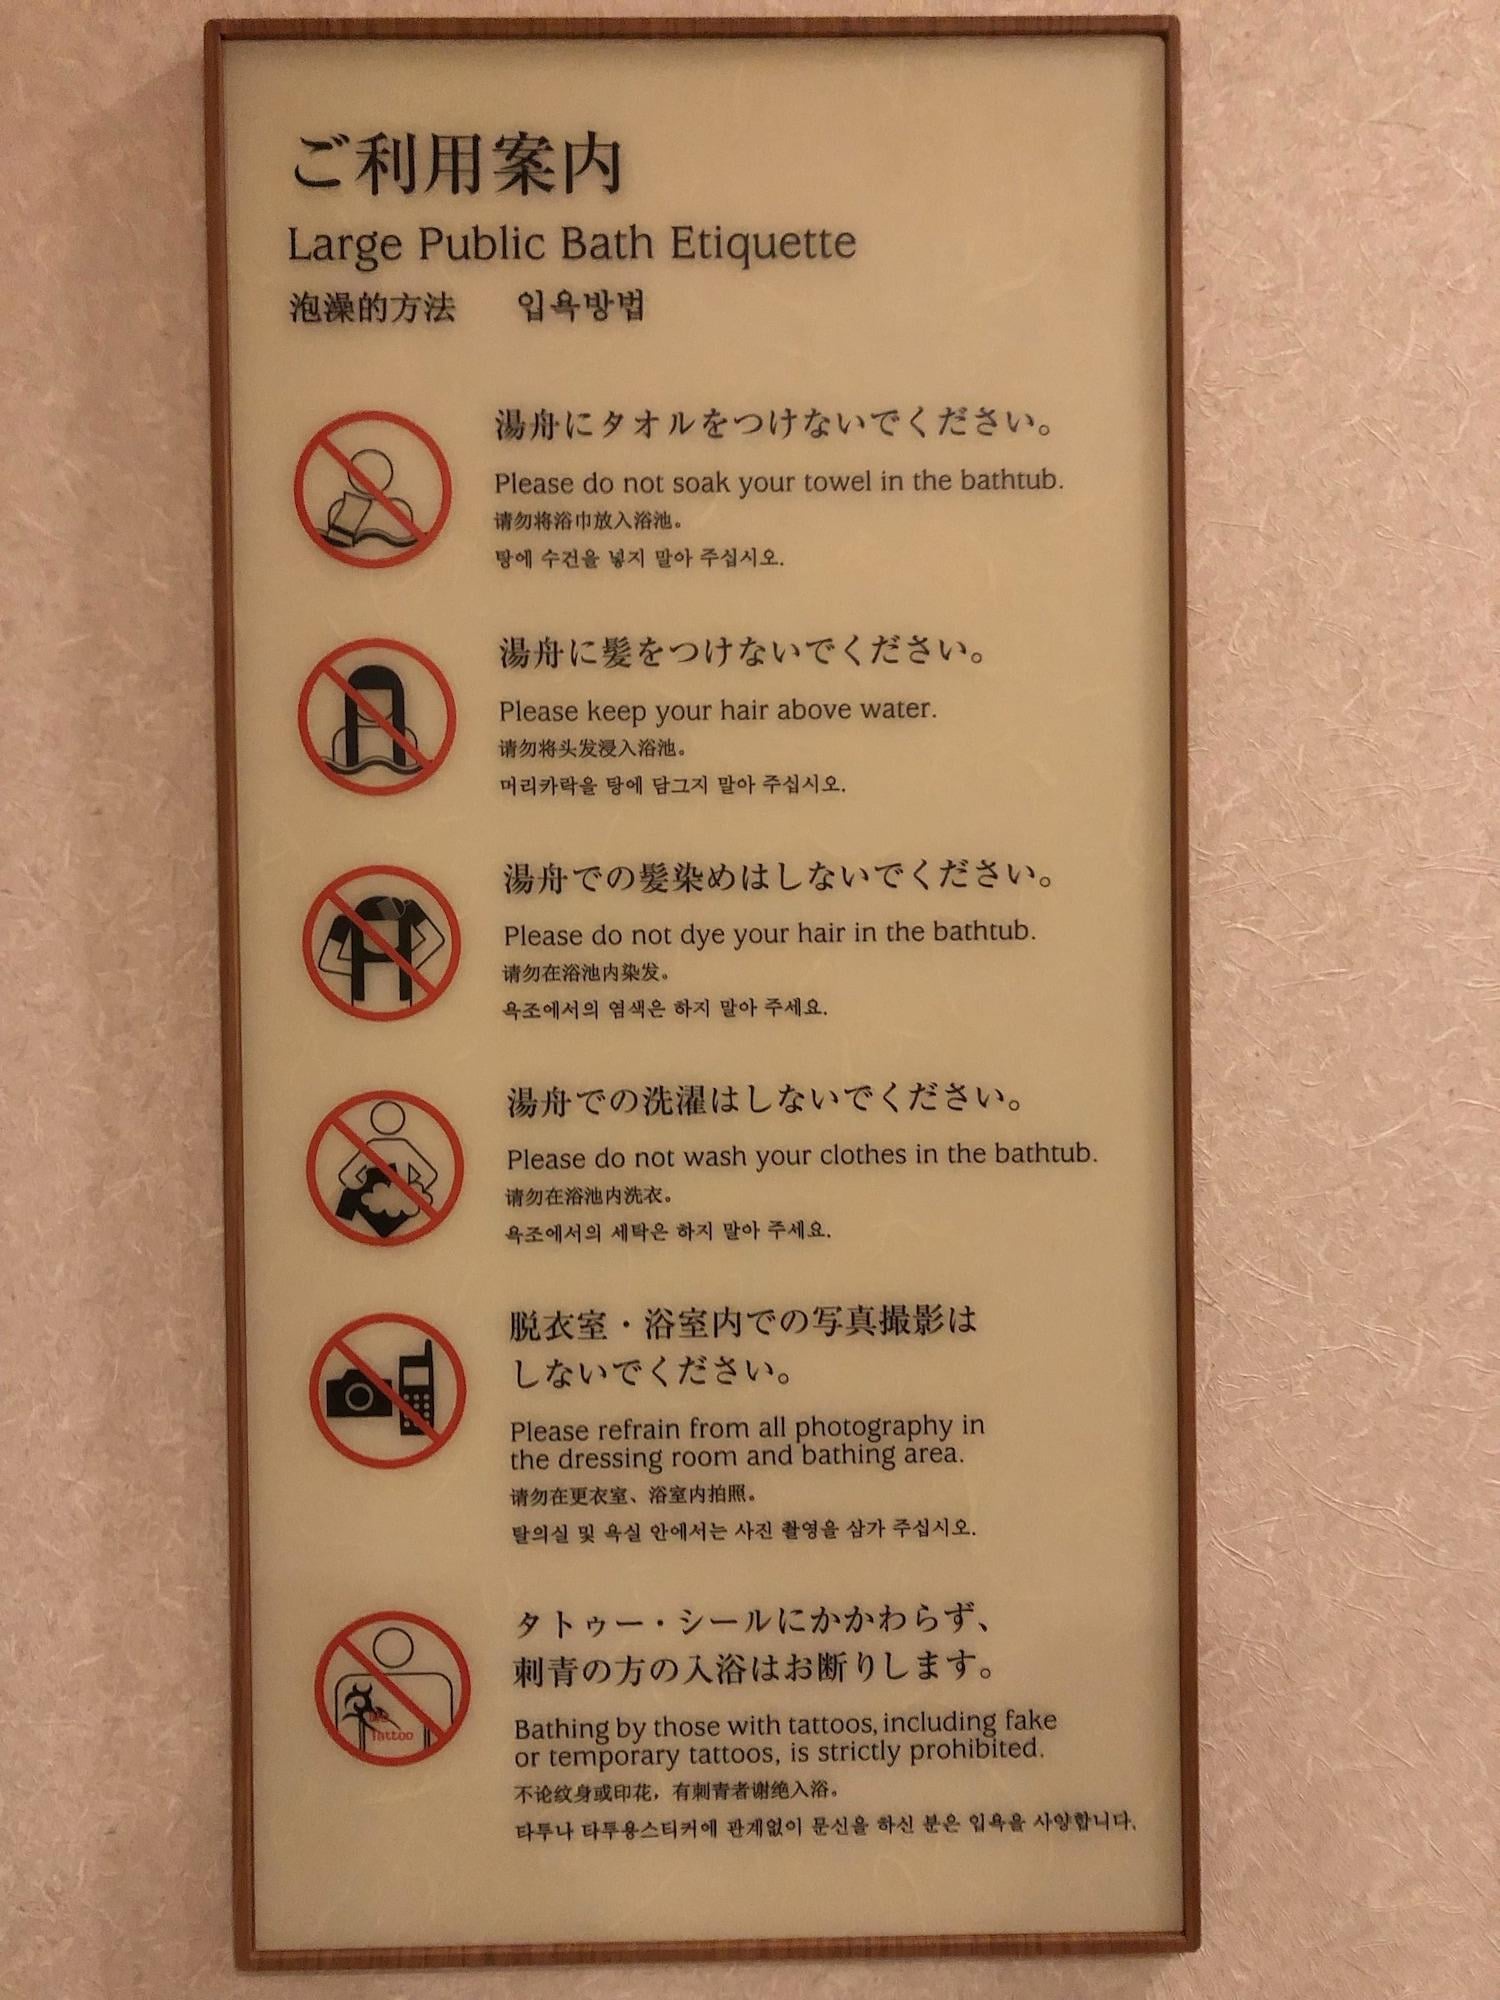 ご利用案内
Large Public Bath Etiquette
泡澡的方法 입욕방법
湯舟にタオルをつけないでください。
Please do not soak your towel in the bathtub.
请勿将浴巾放入浴池。
탕에 수건을 넣지 말아 주십시오.
湯舟に髪をつけないでください。
Please keep your hair above water.
请勿将头发浸入浴池。
머리카락을 탕에 담그지 말아 주십시오.
湯舟での髪染めはしないでください。
Please do not dye your hair in the bathtub.
请勿在浴池内染发。
욕조에서의 염색은 하지 말아 주세요.
湯舟での洗濯はしないでください。
Please do not wash your clothes in the bathtub.
请勿在浴池内洗衣。
욕조에서의 세탁은 하지 말아 주세요.
脱衣室・浴室内での写真撮影は
しないでください。
Please refrain from all photography in
the dressing room and bathing area.
请勿在更衣室、浴室内拍照。
탈의실 및 욕실 안에서는 사진 촬영을 삼가 주십시오.
No
Tattoo
タトゥー・シールにかかわらず、
刺青の方の入浴はお断りします。
Bathing by those with tattoos, including fake
or temporary tattoos, is strictly prohibited.
不论纹身或印花，有刺青者谢绝入浴。
타투나 타투용스티커에 관계없이 문신을 하신 분은 입욕을 사양합니다.